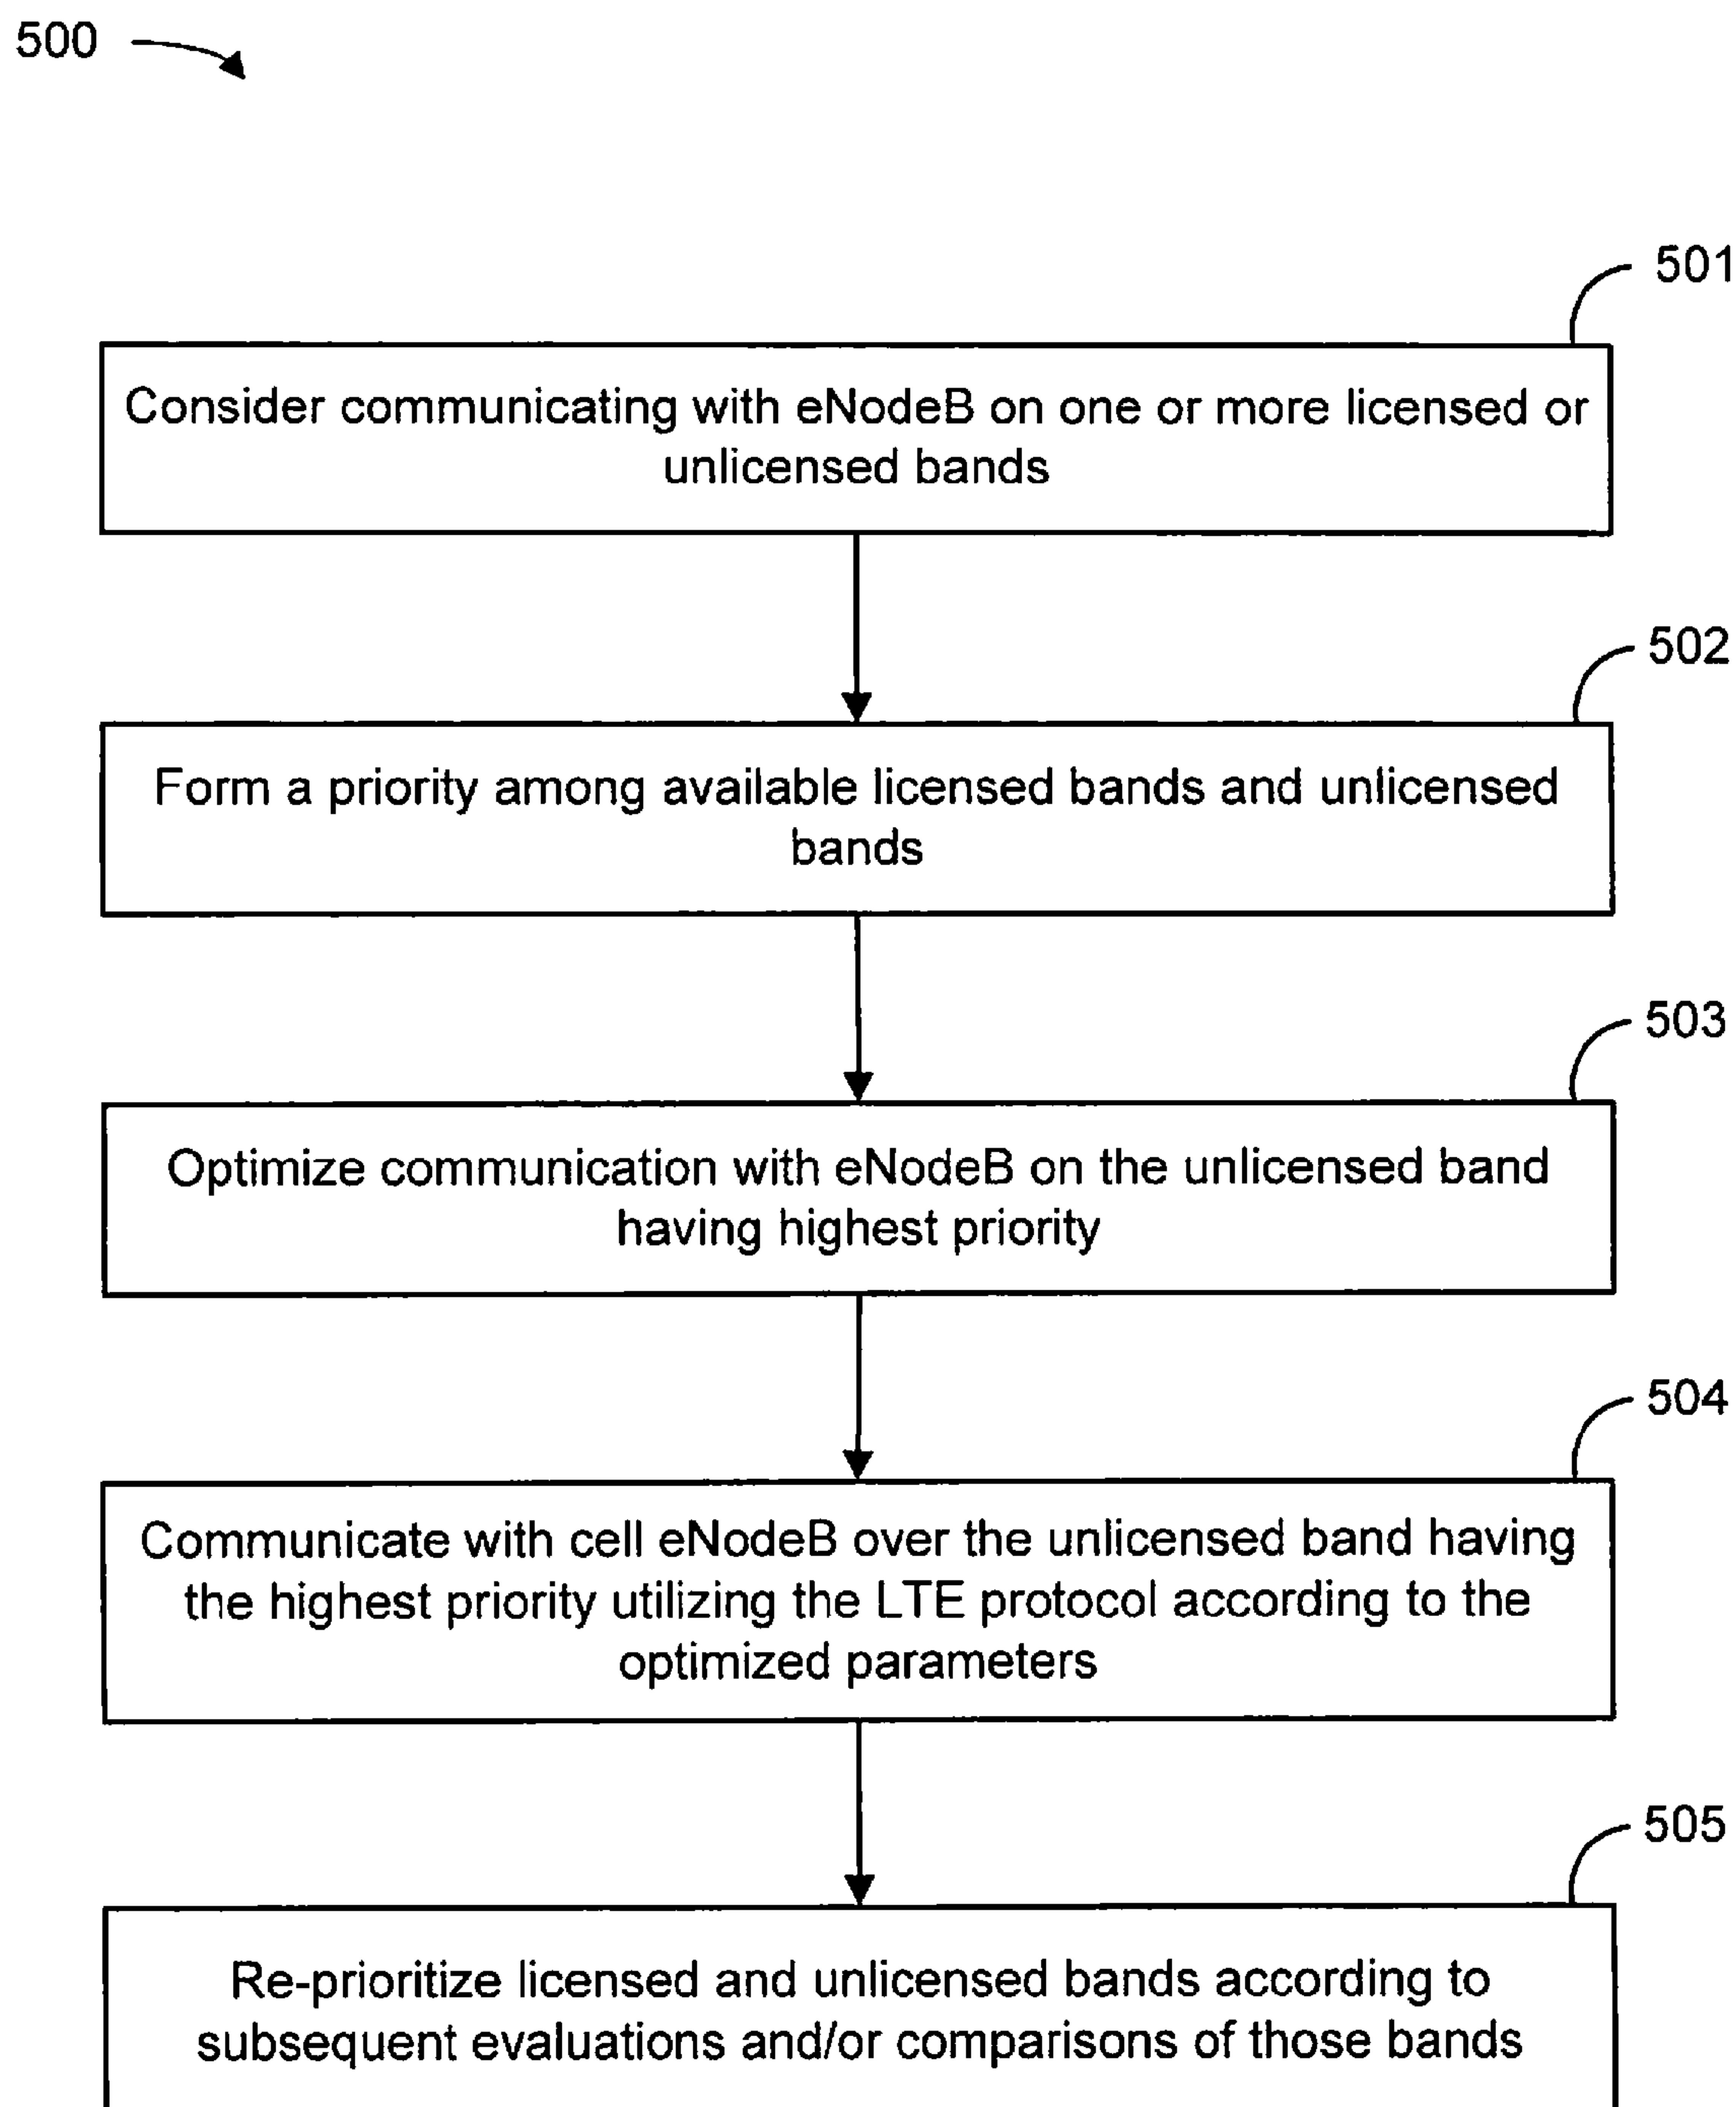 500
501
Consider communicating with eNodeB on one or more licensed or
unlicensed bands
502
Form a priority among available licensed bands and unlicensed
bands
503
Optimize communication with eNodeB on the unlicensed band
having highest priority
504
Communicate with cell eNodeB over the unlicensed band having
the highest priority utilizing the LTE protocol according to the
optimized parameters
505
Re-prioritize licensed and unlicensed bands according to
subsequent evaluations and/or comparisons of those bands